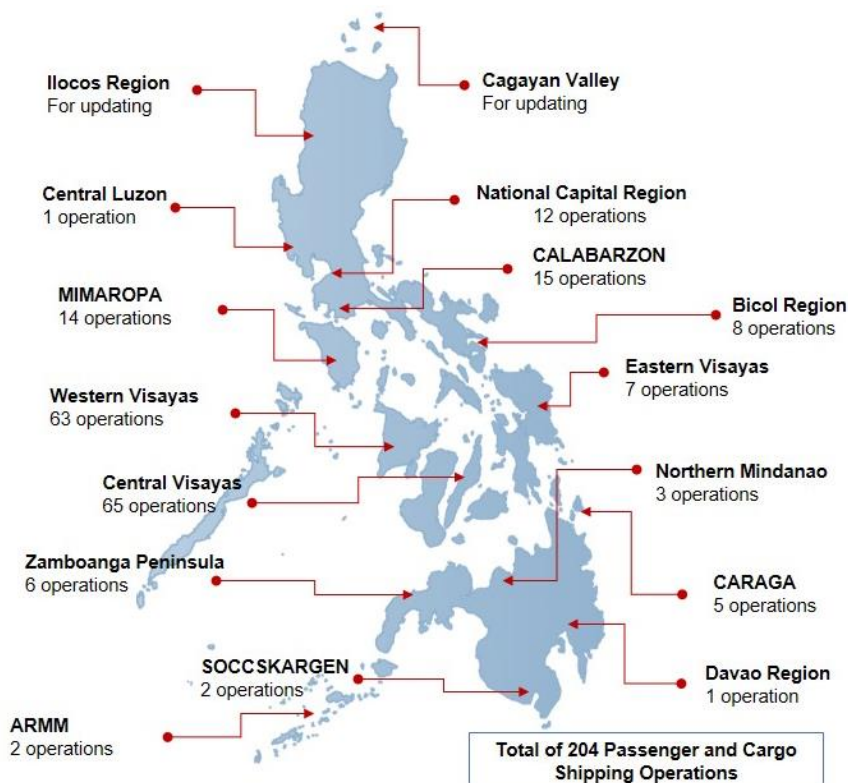 Ilocos Region
For updating
Cagayan Valley
For updating
Central Luzon
1 operation
National Capital Region
12 operations
CALABARZON
15 operations
MIMAROPA
14 operations
Bicol Region
8 operations
Eastern Visayas
7 operations
Western Visayas
63 operations
Central Visayas
65 operations
Northern Mindanao
3 operations
Zamboanga Peninsula
6 operations
CARAGA
5 operations
SOCCSKARGEN
2 operations
Davao Region
1 operation
ARMM
2 operations
Total of 204 Passenger and Cargo
Shipping Operations